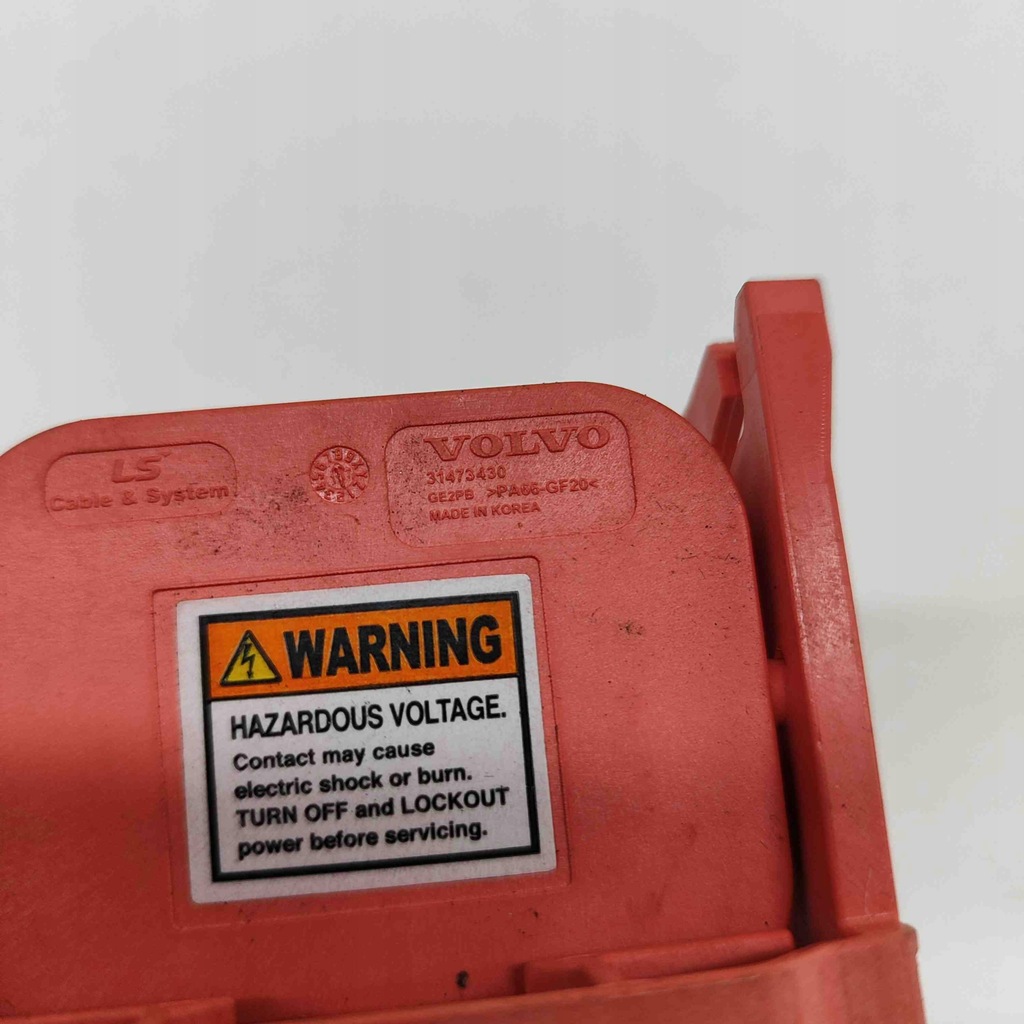 LS
Cable & System
VOLVO
31473430
GE2PB >PA66-GF20<
MADE IN KOREA
WARNING
HAZARDOUS VOLTAGE.
Contact may cause
electric shock or burn.
TURN OFF and LOCKOUT
power before servicing.